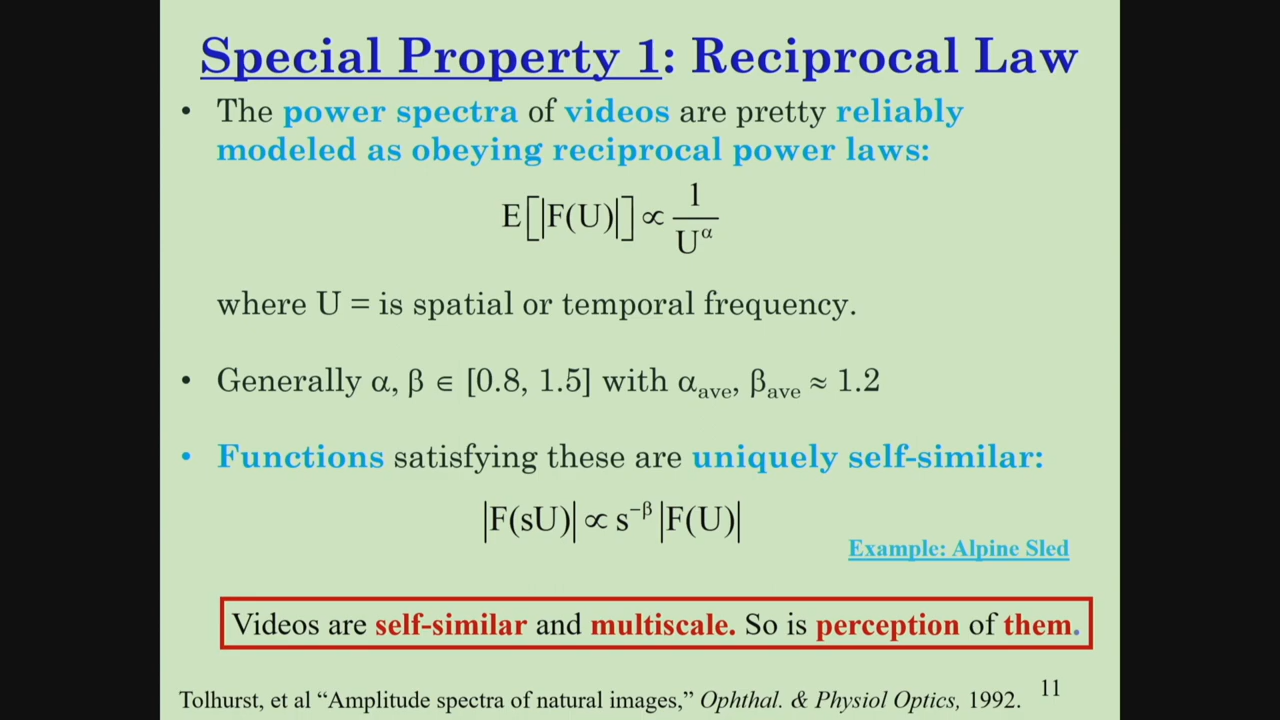 Special Property 1: Reciprocal Law
• The power spectra of videos are pretty reliably
modeled as obeying reciprocal power laws:
E[|F(U)|] ∝ 1/U^α
where U = is spatial or temporal frequency.
• Generally α, β ∈ [0.8, 1.5] with α_ave, β_ave ≈ 1.2
• Functions satisfying these are uniquely self-similar:
|F(sU)| ∝ s^−β |F(U)|
Example: Alpine Sled
Videos are self-similar and multiscale. So is perception of them.
Tolhurst, et al “Amplitude spectra of natural images,” Ophthal. & Physiol Optics, 1992.
11